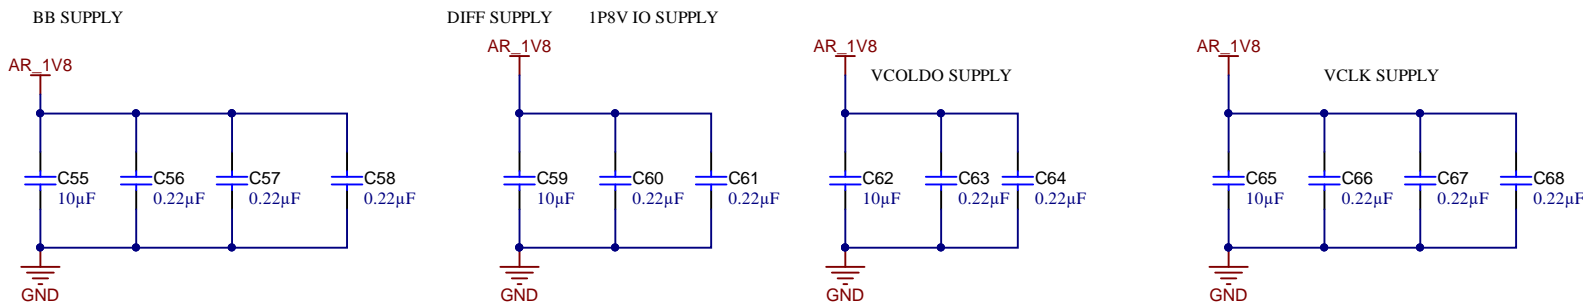 BB SUPPLY
DIFF SUPPLY
1P8V IO SUPPLY
AR_1V8
AR_1V8
AR_1V8
AR_1V8
VCOLDO SUPPLY
VCLK SUPPLY
C55
10µF
C56
0.22µF
C57
0.22µF
C58
0.22µF
C59
10µF
C60
0.22µF
C61
0.22µF
C62
10µF
C63
0.22µF
C64
0.22µF
C65
10µF
C66
0.22µF
C67
0.22µF
C68
0.22µF
GND
GND
GND
GND